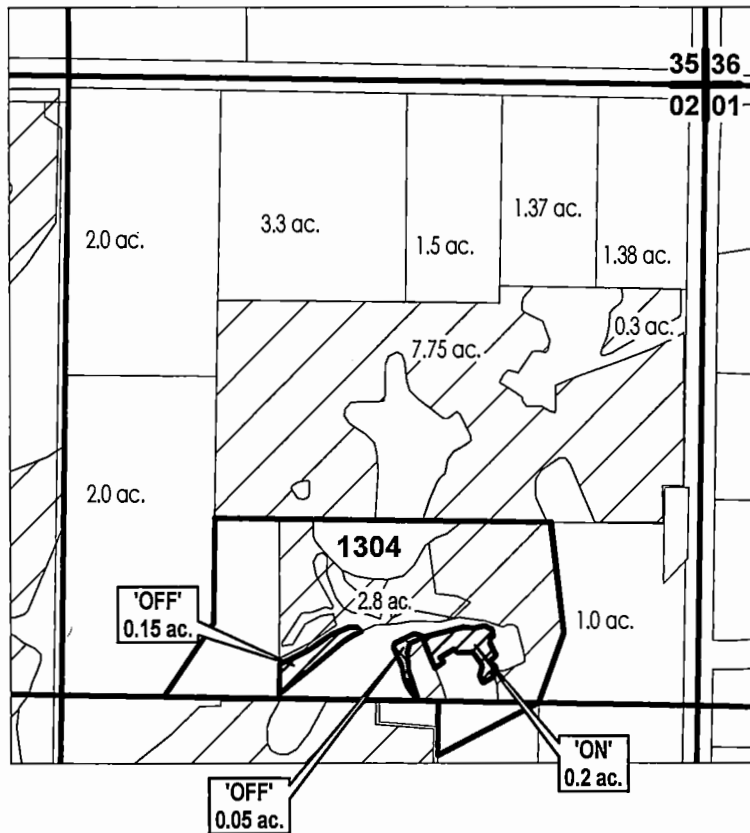 35 36
02 01
1.37 ac.
3.3 ac.
2.0 ac.
1.5 ac.
1.38 ac.
0.3 ac.
7.75 ac.
2.0 ac.
1304
2.8 ac.
'OFF'
0.15 ac.
1.0 ac.
'ON'
0.2 ac.
'OFF'
0.05 ac.